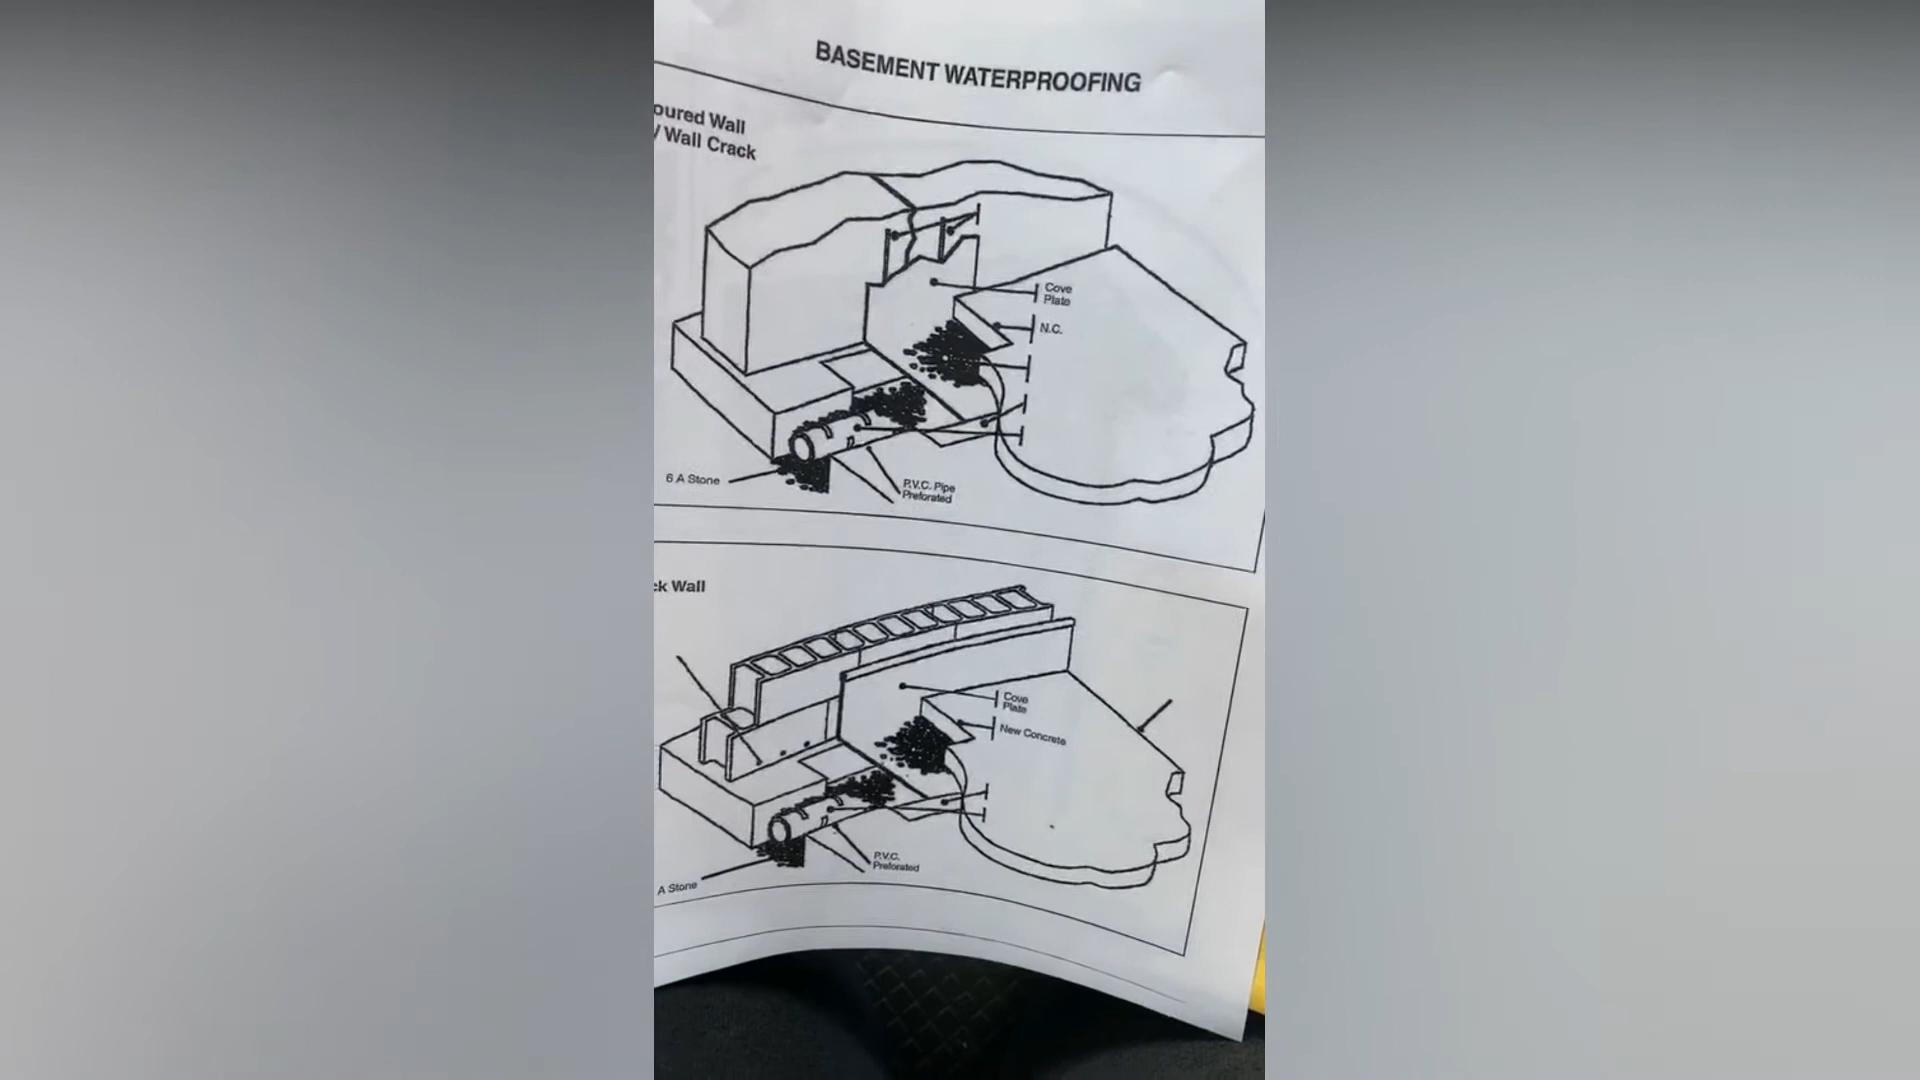 BASEMENT WATERPROOFING
oured Wall
/ Wall Crack
Cove
Plate
N.C.
6 A Stone
P.V.C. Pipe
Preforated
ck Wall
Cove
Plate
New Concrete
P.V.C.
Preforated
A Stone